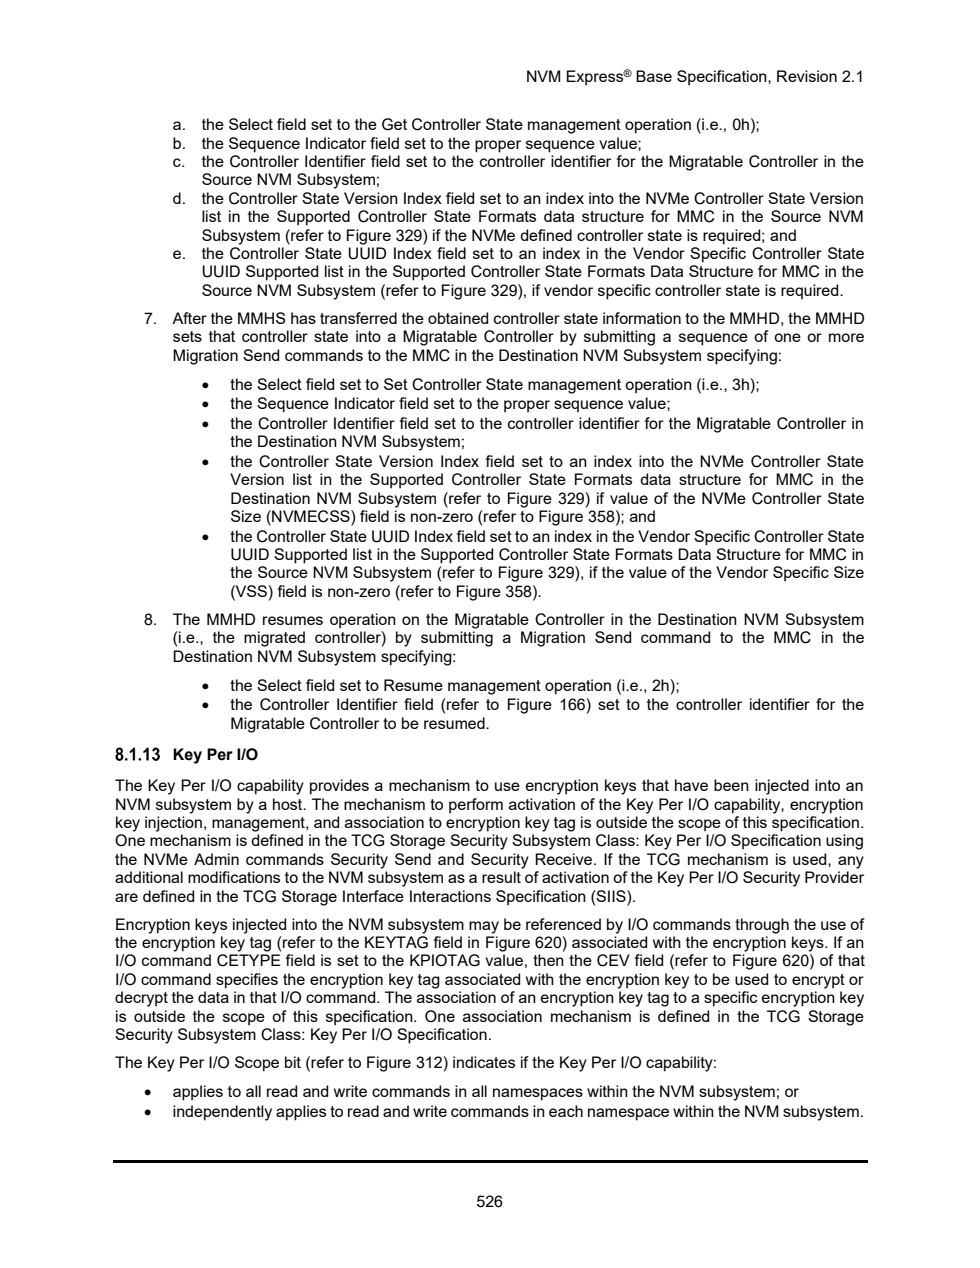 NVM Express® Base Specification, Revision 2.1
a. the Select field set to the Get Controller State management operation (i.e., 0h);
b. the Sequence Indicator field set to the proper sequence value;
c. the Controller Identifier field set to the controller identifier for the Migratable Controller in the
Source NVM Subsystem;
d. the Controller State Version Index field set to an index into the NVMe Controller State Version
list in the Supported Controller State Formats data structure for MMC in the Source NVM
Subsystem (refer to Figure 329) if the NVMe defined controller state is required; and
e. the Controller State UUID Index field set to an index in the Vendor Specific Controller State
UUID Supported list in the Supported Controller State Formats Data Structure for MMC in the
Source NVM Subsystem (refer to Figure 329), if vendor specific controller state is required.
7. After the MMHS has transferred the obtained controller state information to the MMHD, the MMHD
sets that controller state into a Migratable Controller by submitting a sequence of one or more
Migration Send commands to the MMC in the Destination NVM Subsystem specifying:
• the Select field set to Set Controller State management operation (i.e., 3h);
• the Sequence Indicator field set to the proper sequence value;
• the Controller Identifier field set to the controller identifier for the Migratable Controller in
the Destination NVM Subsystem;
• the Controller State Version Index field set to an index into the NVMe Controller State
Version list in the Supported Controller State Formats data structure for MMC in the
Destination NVM Subsystem (refer to Figure 329) if value of the NVMe Controller State
Size (NVMECSS) field is non-zero (refer to Figure 358); and
• the Controller State UUID Index field set to an index in the Vendor Specific Controller State
UUID Supported list in the Supported Controller State Formats Data Structure for MMC in
the Source NVM Subsystem (refer to Figure 329), if the value of the Vendor Specific Size
(VSS) field is non-zero (refer to Figure 358).
8. The MMHD resumes operation on the Migratable Controller in the Destination NVM Subsystem
(i.e., the migrated controller) by submitting a Migration Send command to the MMC in the
Destination NVM Subsystem specifying:
• the Select field set to Resume management operation (i.e., 2h);
• the Controller Identifier field (refer to Figure 166) set to the controller identifier for the
Migratable Controller to be resumed.
8.1.13 Key Per I/O
The Key Per I/O capability provides a mechanism to use encryption keys that have been injected into an
NVM subsystem by a host. The mechanism to perform activation of the Key Per I/O capability, encryption
key injection, management, and association to encryption key tag is outside the scope of this specification.
One mechanism is defined in the TCG Storage Security Subsystem Class: Key Per I/O Specification using
the NVMe Admin commands Security Send and Security Receive. If the TCG mechanism is used, any
additional modifications to the NVM subsystem as a result of activation of the Key Per I/O Security Provider
are defined in the TCG Storage Interface Interactions Specification (SIIS).
Encryption keys injected into the NVM subsystem may be referenced by I/O commands through the use of
the encryption key tag (refer to the KEYTAG field in Figure 620) associated with the encryption keys. If an
I/O command CETYPE field is set to the KPIOTAG value, then the CEV field (refer to Figure 620) of that
I/O command specifies the encryption key tag associated with the encryption key to be used to encrypt or
decrypt the data in that I/O command. The association of an encryption key tag to a specific encryption key
is outside the scope of this specification. One association mechanism is defined in the TCG Storage
Security Subsystem Class: Key Per I/O Specification.
The Key Per I/O Scope bit (refer to Figure 312) indicates if the Key Per I/O capability:
• applies to all read and write commands in all namespaces within the NVM subsystem; or
• independently applies to read and write commands in each namespace within the NVM subsystem.
526